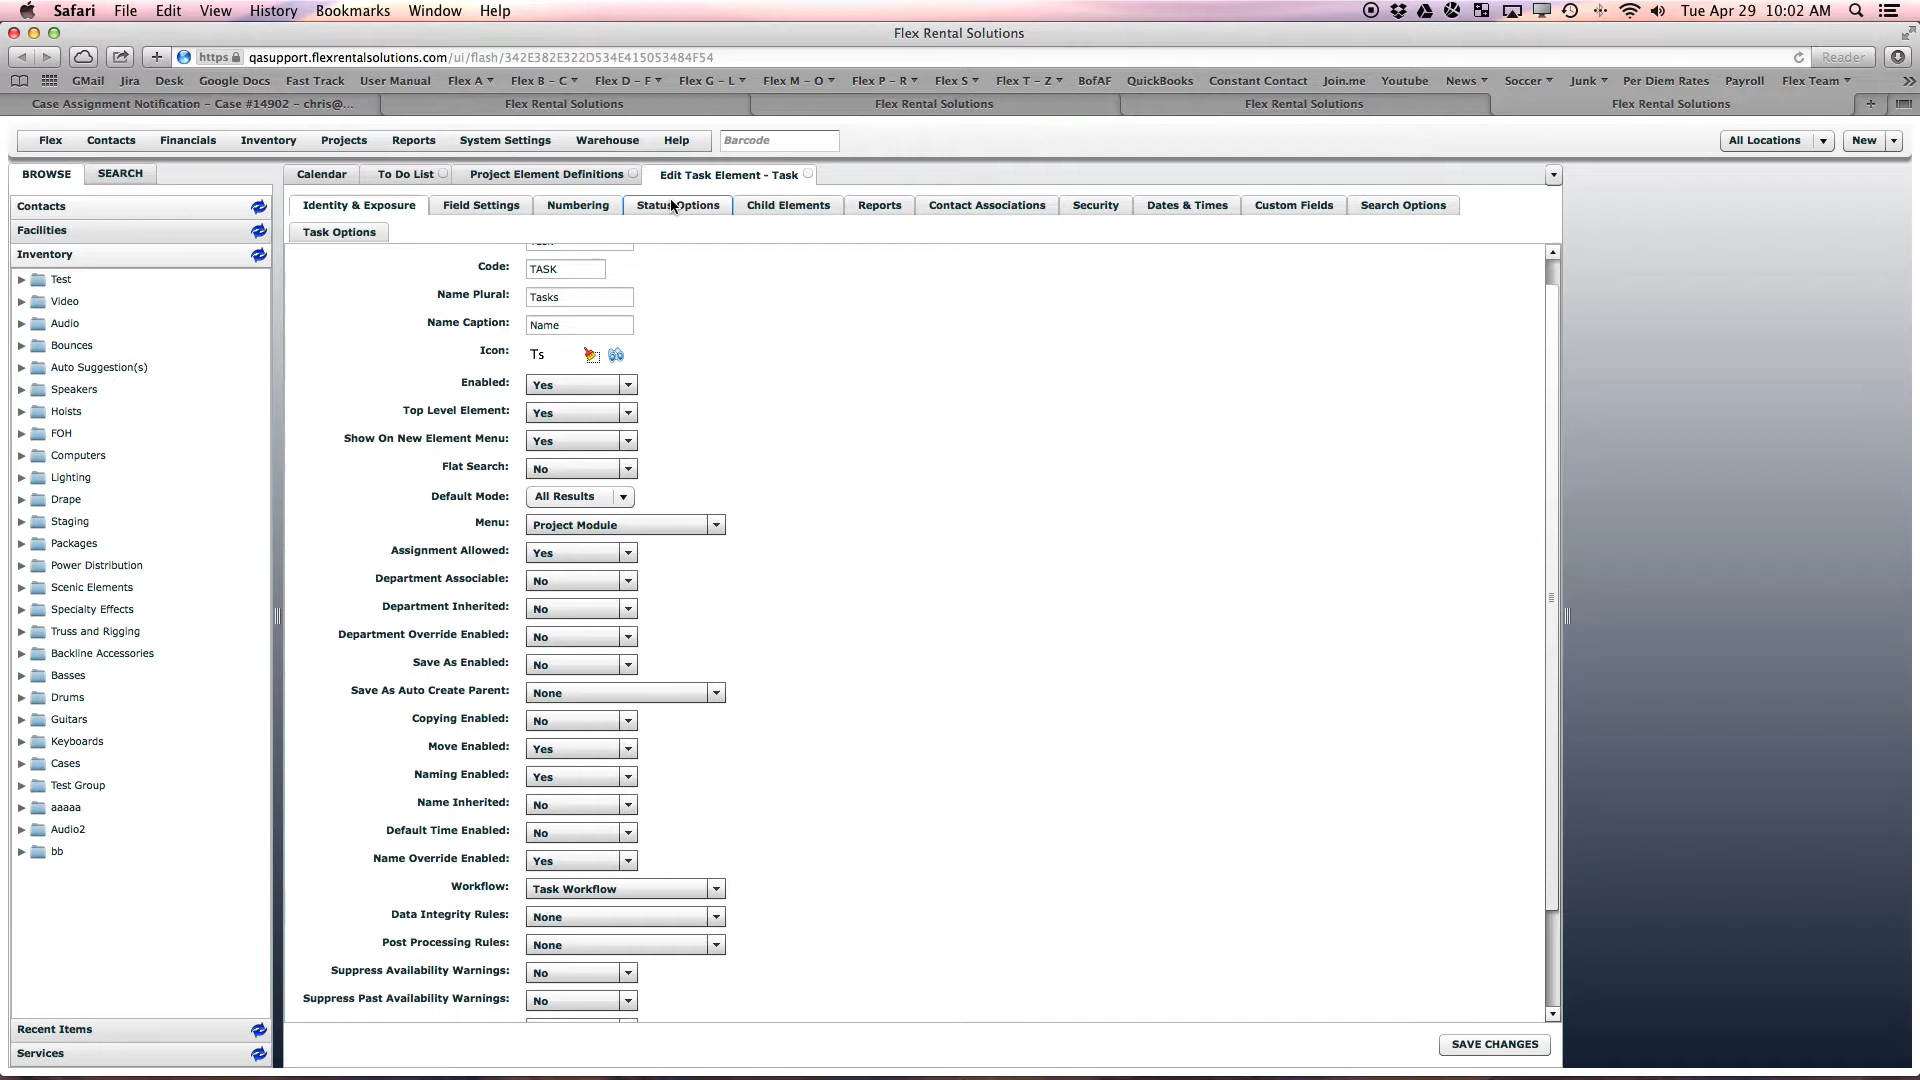 Safari File Edit View History Bookmarks Window Help Tue Apr 29 10:02 AM
Flex Rental Solutions
https qasupport.flexrentalsolutions.com/ui/flash/342E382E322D534E415053484F54 Reader
GMail Jira Desk Google Docs Fast Track User Manual Flex A Flex B – C Flex D – F Flex G – L Flex M – O Flex P – R Flex S Flex T – Z BofAF QuickBooks Constant Contact Join.me Youtube News Soccer Junk Per Diem Rates Payroll Flex Team
Case Assignment Notification – Case #14902 – chris@... Flex Rental Solutions Flex Rental Solutions Flex Rental Solutions Flex Rental Solutions
Flex Contacts Financials Inventory Projects Reports System Settings Warehouse Help Barcode All Locations New
BROWSE SEARCH Calendar To Do List Project Element Definitions Edit Task Element - Task
Identity & Exposure Field Settings Numbering Status Options Child Elements Reports Contact Associations Security Dates & Times Custom Fields Search Options
Task Options
Contacts
Facilities
Inventory
Test
Video
Audio
Bounces
Auto Suggestion(s)
Speakers
Hoists
FOH
Computers
Lighting
Drape
Staging
Packages
Power Distribution
Scenic Elements
Specialty Effects
Truss and Rigging
Backline Accessories
Basses
Drums
Guitars
Keyboards
Cases
Test Group
aaaaa
Audio2
bb
Recent Items
Services
Code: TASK
Name Plural: Tasks
Name Caption: Name
Icon: Ts
Enabled: Yes
Top Level Element: Yes
Show On New Element Menu: Yes
Flat Search: No
Default Mode: All Results
Menu: Project Module
Assignment Allowed: Yes
Department Associable: No
Department Inherited: No
Department Override Enabled: No
Save As Enabled: No
Save As Auto Create Parent: None
Copying Enabled: No
Move Enabled: Yes
Naming Enabled: Yes
Name Inherited: No
Default Time Enabled: No
Name Override Enabled: Yes
Workflow: Task Workflow
Data Integrity Rules: None
Post Processing Rules: None
Suppress Availability Warnings: No
Suppress Past Availability Warnings: No
SAVE CHANGES